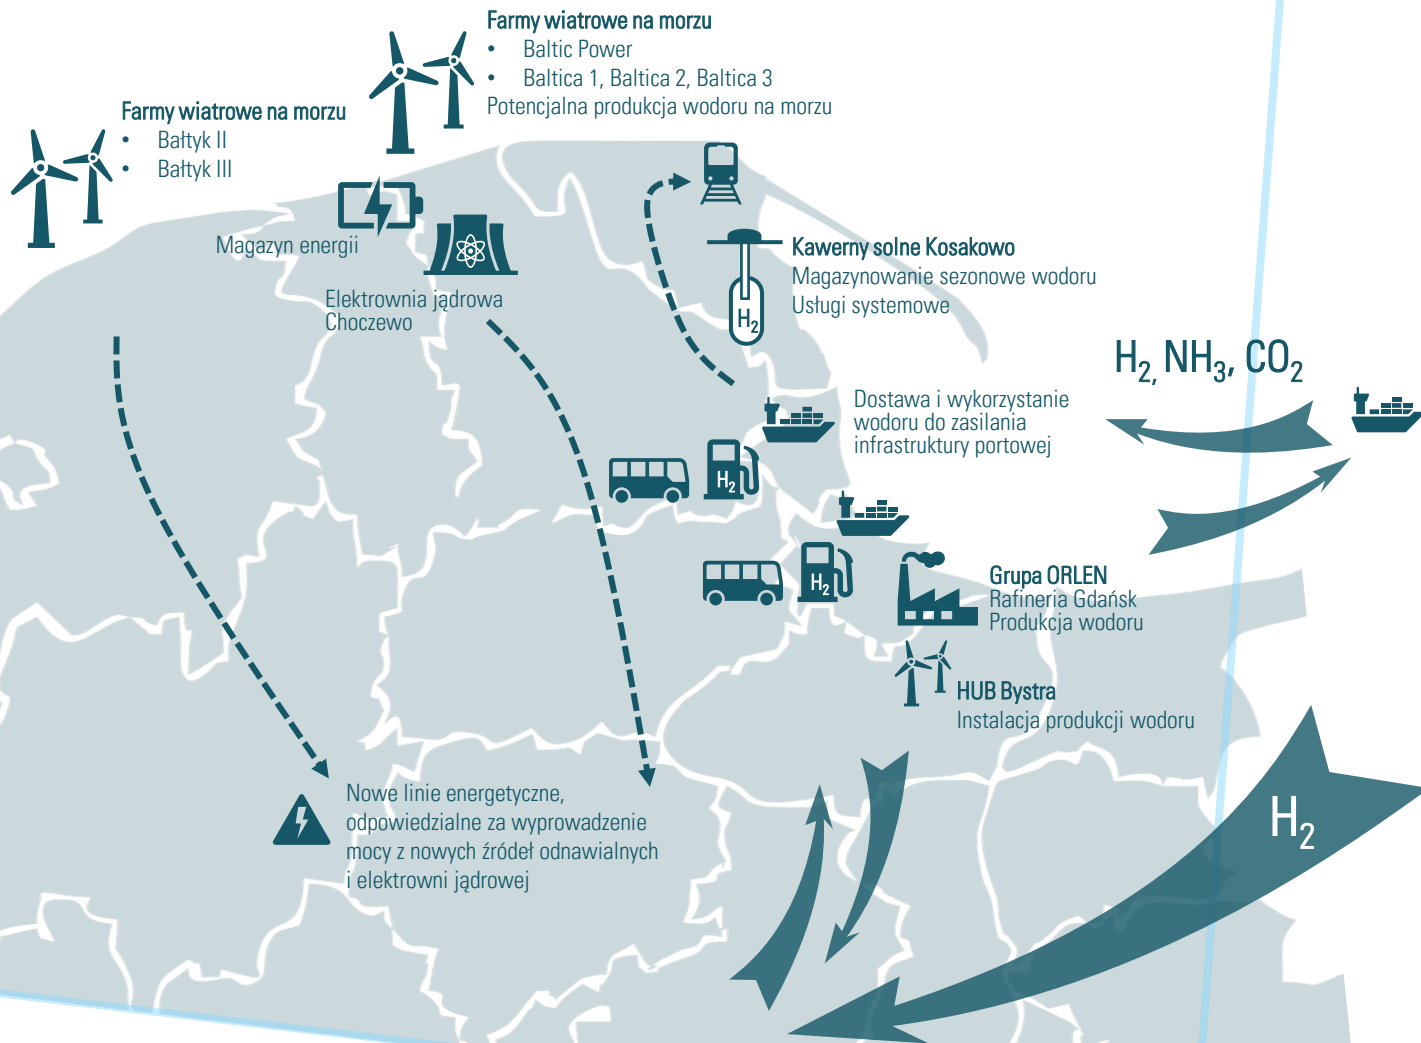 Farmy wiatrowe na morzu
• Baltic Power
• Baltica 1, Baltica 2, Baltica 3
Potencjalna produkcja wodoru na morzu
Farmy wiatrowe na morzu
• Bałtyk II
• Bałtyk III
Magazyn energii
Elektrownia jądrowa
Choczewo
Kawerny solne Kosakowo
Magazynowanie sezonowe wodoru
Usługi systemowe
H2
H2, NH3, CO2
Dostawa i wykorzystanie
wodoru do zasilania
infrastruktury portowej
H2
H2
Grupa ORLEN
Rafineria Gdańsk
Produkcja wodoru
HUB Bystra
Instalacja produkcji wodoru
Nowe linie energetyczne,
odpowiedzialne za wyprowadzenie
mocy z nowych źródeł odnawialnych
i elektrowni jądrowej
H2